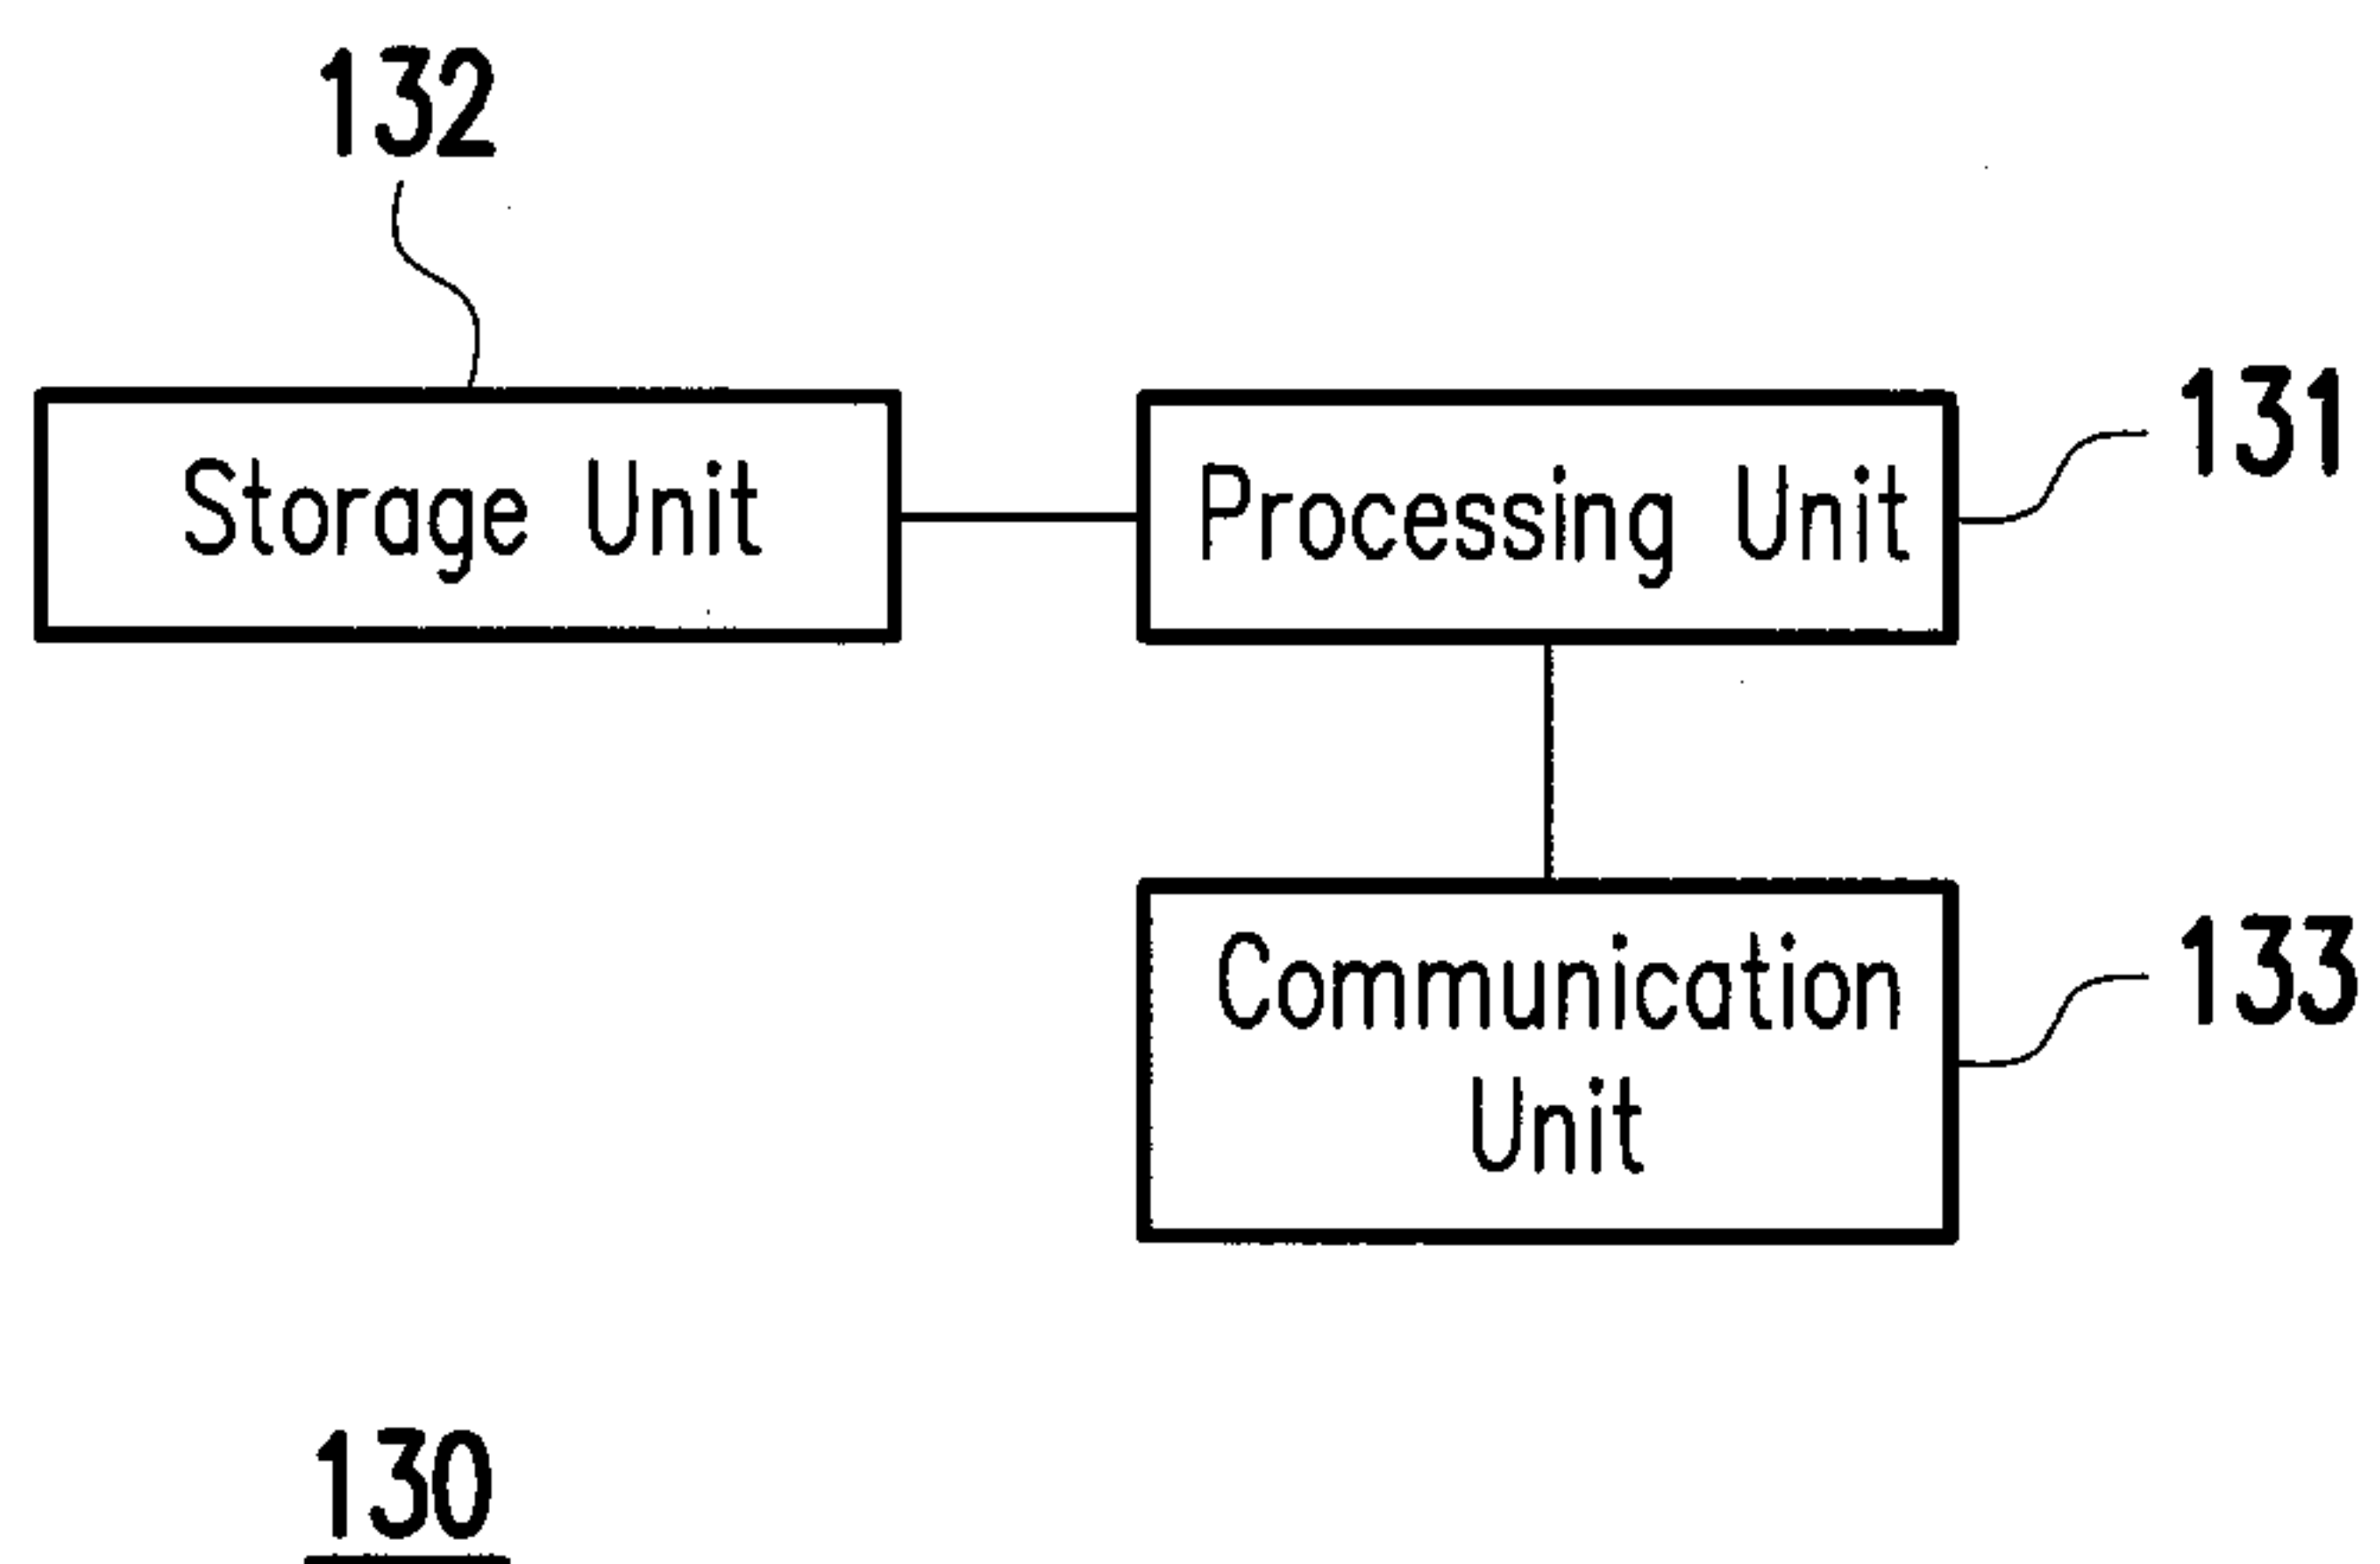 132
Storage Unit
Processing Unit
131
Communication
Unit
133
130